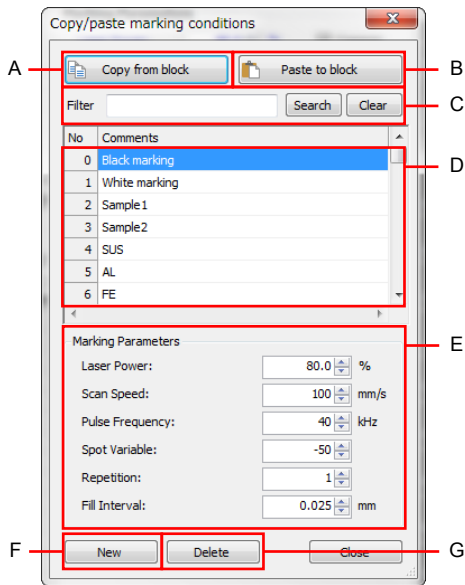 Copy/paste marking conditions
A Copy from block Paste to block B
Filter Search Clear C
No Comments
0 Black marking D
1 White marking
2 Sample1
3 Sample2
4 SUS
5 AL
6 FE
Marking Parameters E
Laser Power: 80.0 %
Scan Speed: 100 mm/s
Pulse Frequency: 40 kHz
Spot Variable: -50
Repetition: 1
Fill Interval: 0.025 mm
F New Delete Close G